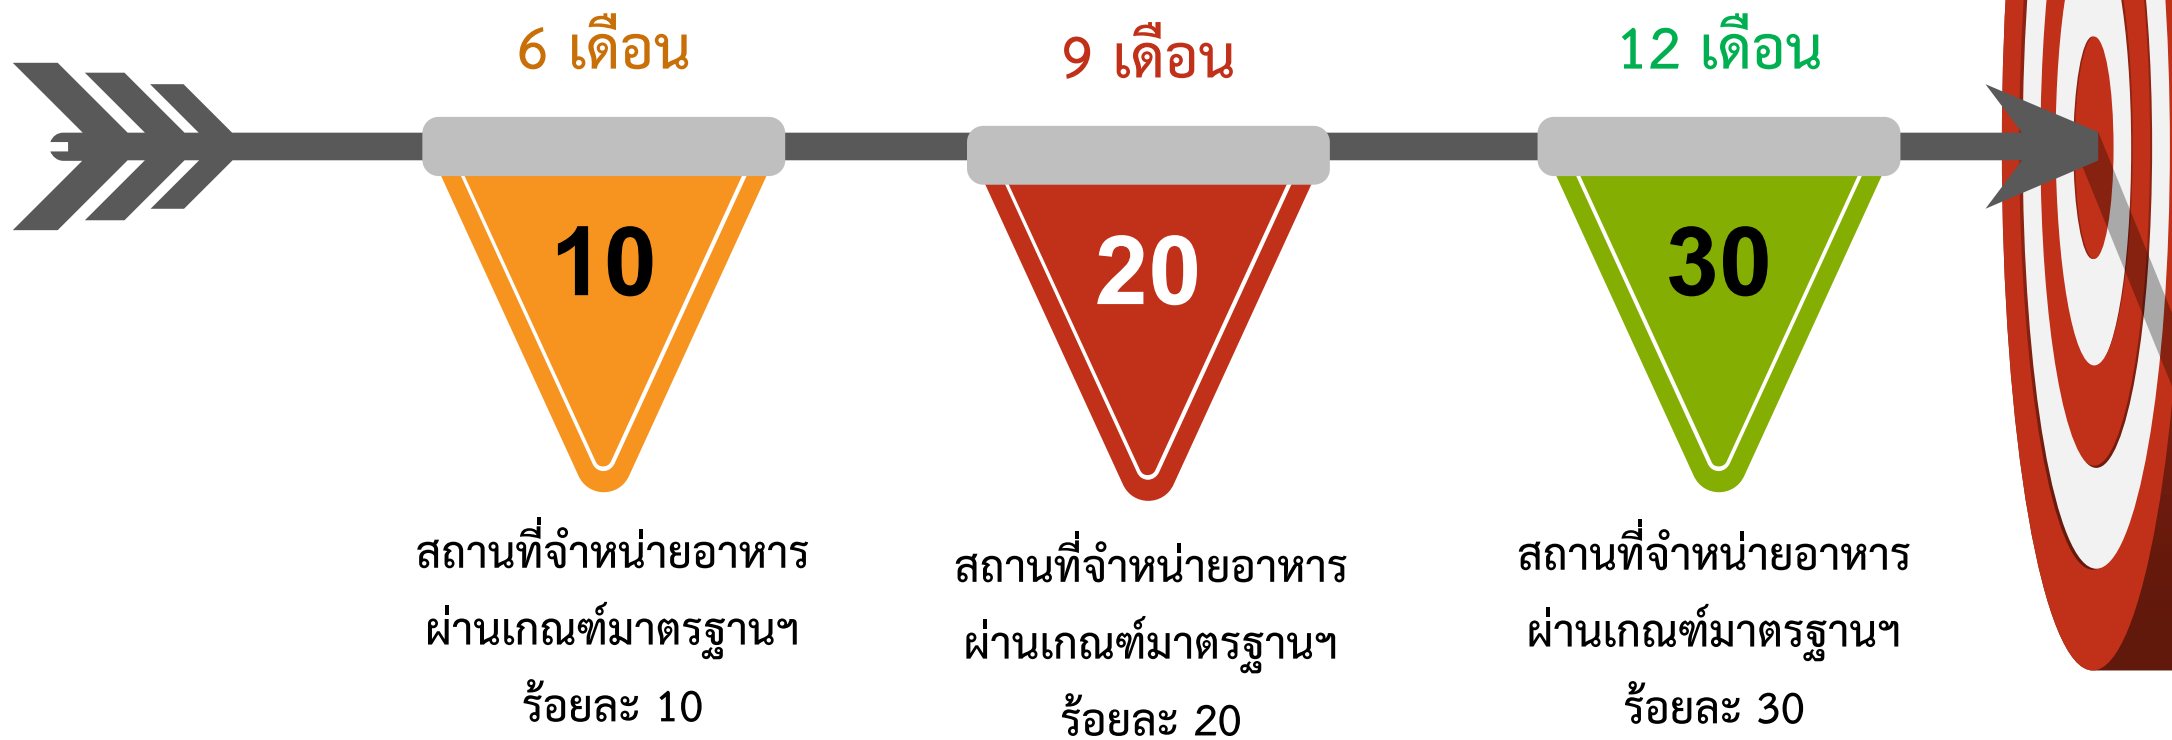 6 เดือน
10
สถานที่จำหน่ายอาหาร
ผ่านเกณฑ์มาตรฐานฯ
ร้อยละ 10
9 เดือน
20
สถานที่จำหน่ายอาหาร
ผ่านเกณฑ์มาตรฐานฯ
ร้อยละ 20
12 เดือน
30
สถานที่จำหน่ายอาหาร
ผ่านเกณฑ์มาตรฐานฯ
ร้อยละ 30